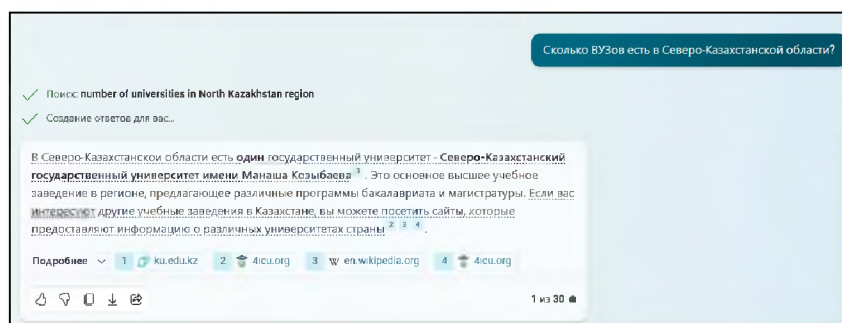 Сколько ВУЗов есть в Северо-Казахстанской области?
Поиск: number of universities in North Kazakhstan region
Создание ответов для вас...
В Северо-Казахстанской области есть один государственный университет - Северо-Казахстанский
государственный университет имени Манаша Козыбаева 1 . Это основное высшее учебное
заведение в регионе, предлагающее различные программы бакалавриата и магистратуры. Если вас
интересуют другие учебные заведения в Казахстане, вы можете посетить сайты, которые
предоставляют информацию о различных университетах страны 2 3 4 .
Подробнее 1 ku.edu.kz 2 4icu.org 3 W en.wikipedia.org 4 4icu.org
1 из 30